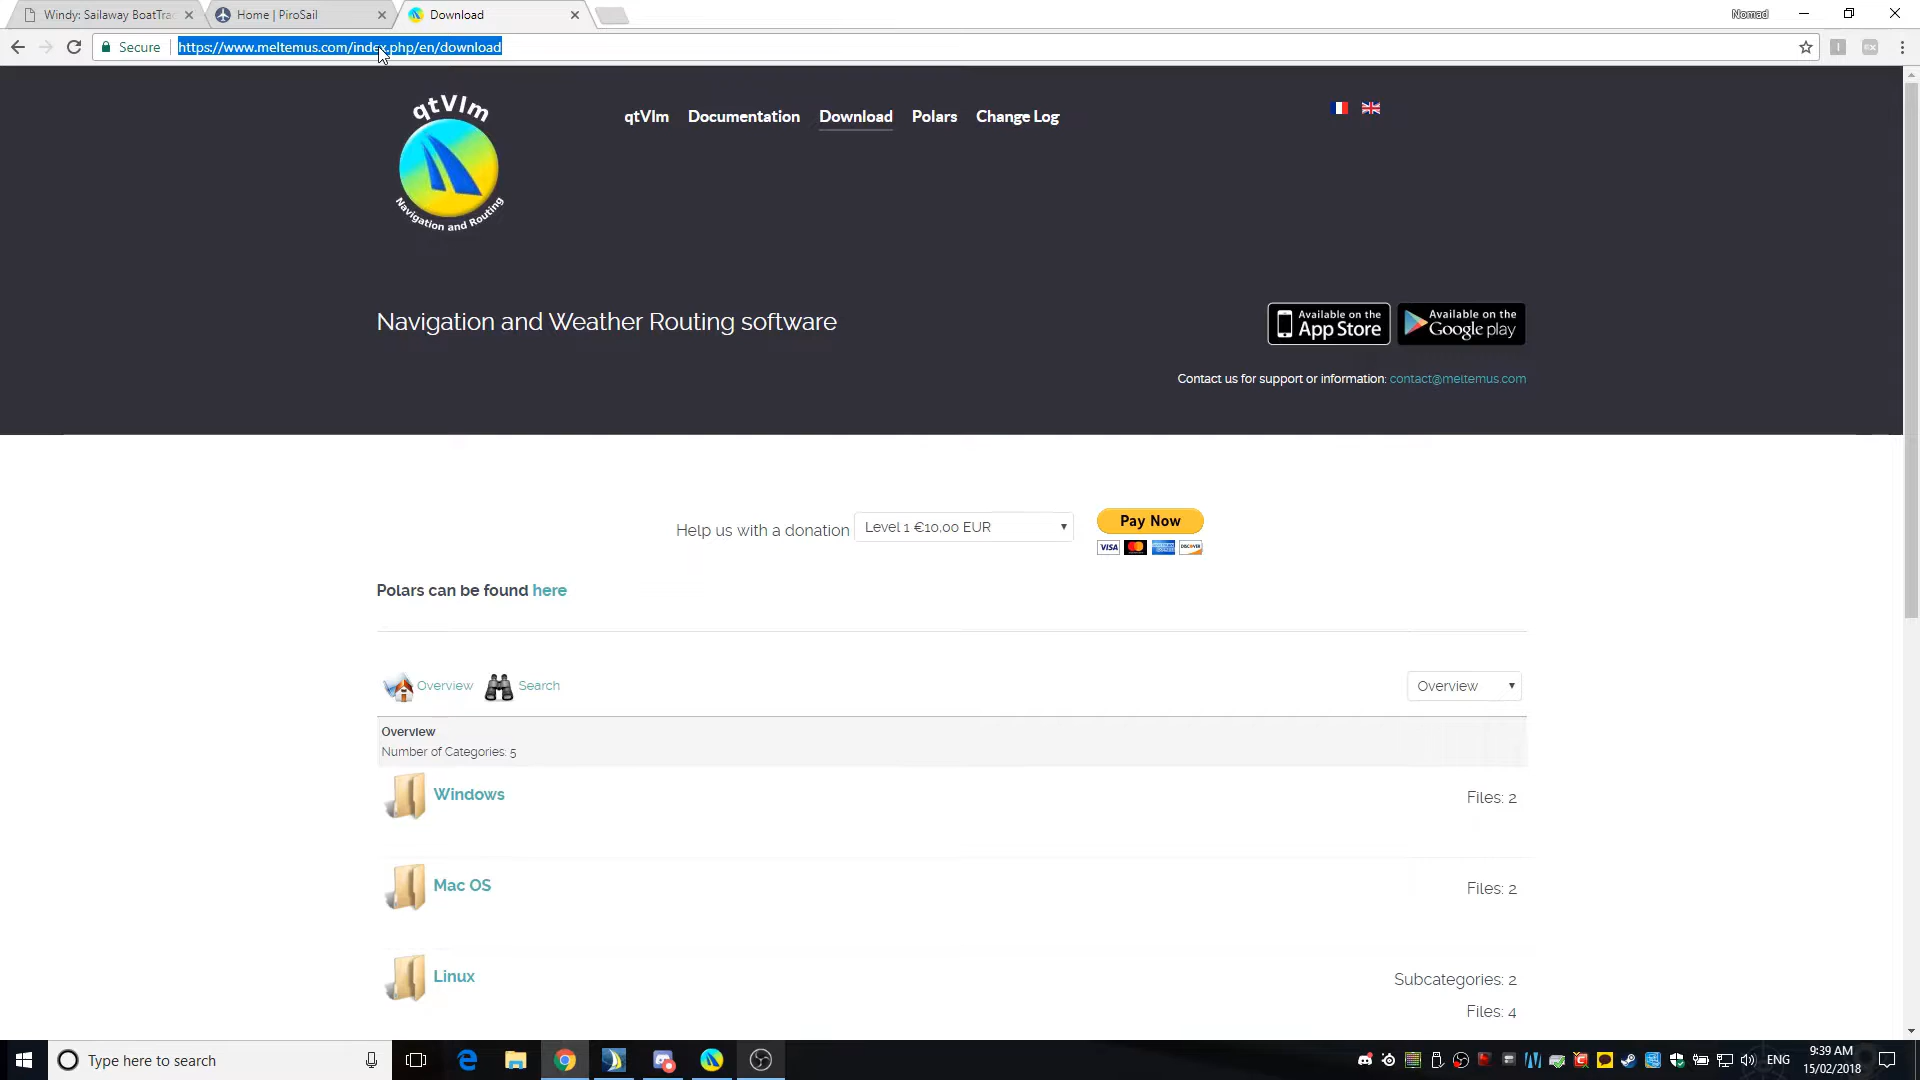 Windy: Sailaway BoatTrac
Home | PiroSail
Download
Nomad
Secure
https://www.meltemus.com/index.php/en/download
qtVlm
Navigation and Routing
qtVlm
Documentation
Download
Polars
Change Log
Navigation and Weather Routing software
Available on the
App Store
Available on the
Google play
Contact us for support or information: contact@meltemus.com
Help us with a donation
Level 1 €10,00 EUR
Pay Now
VISA
DISCOVER
Polars can be found here
Overview
Search
Overview
Overview
Number of Categories: 5
Windows
Files: 2
Mac OS
Files: 2
Linux
Subcategories: 2
Files: 4
Type here to search
ENG
9:39 AM
15/02/2018